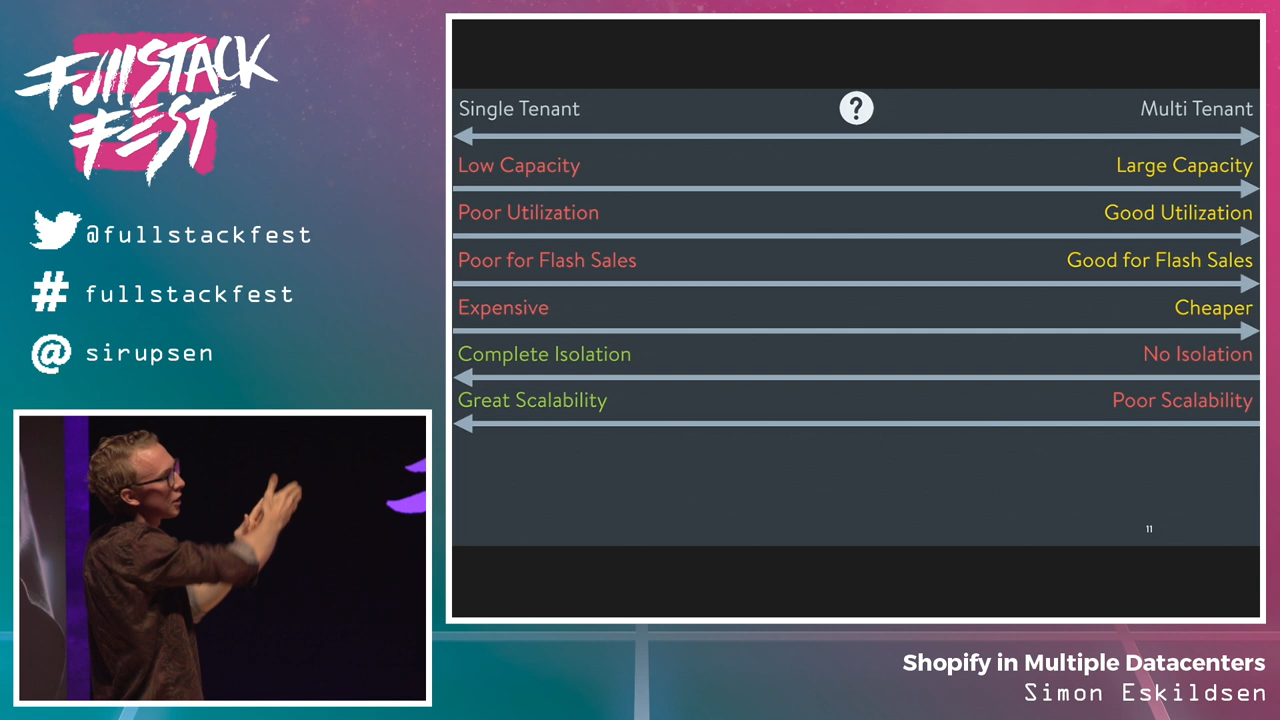 FullSTACK
FEST
@fullstackfest
# fullstackfest
@ sirupsen
Single Tenant ? Multi Tenant
Low Capacity Large Capacity
Poor Utilization Good Utilization
Poor for Flash Sales Good for Flash Sales
Expensive Cheaper
Complete Isolation No Isolation
Great Scalability Poor Scalability
11
Shopify in Multiple Datacenters
Simon Eskildsen